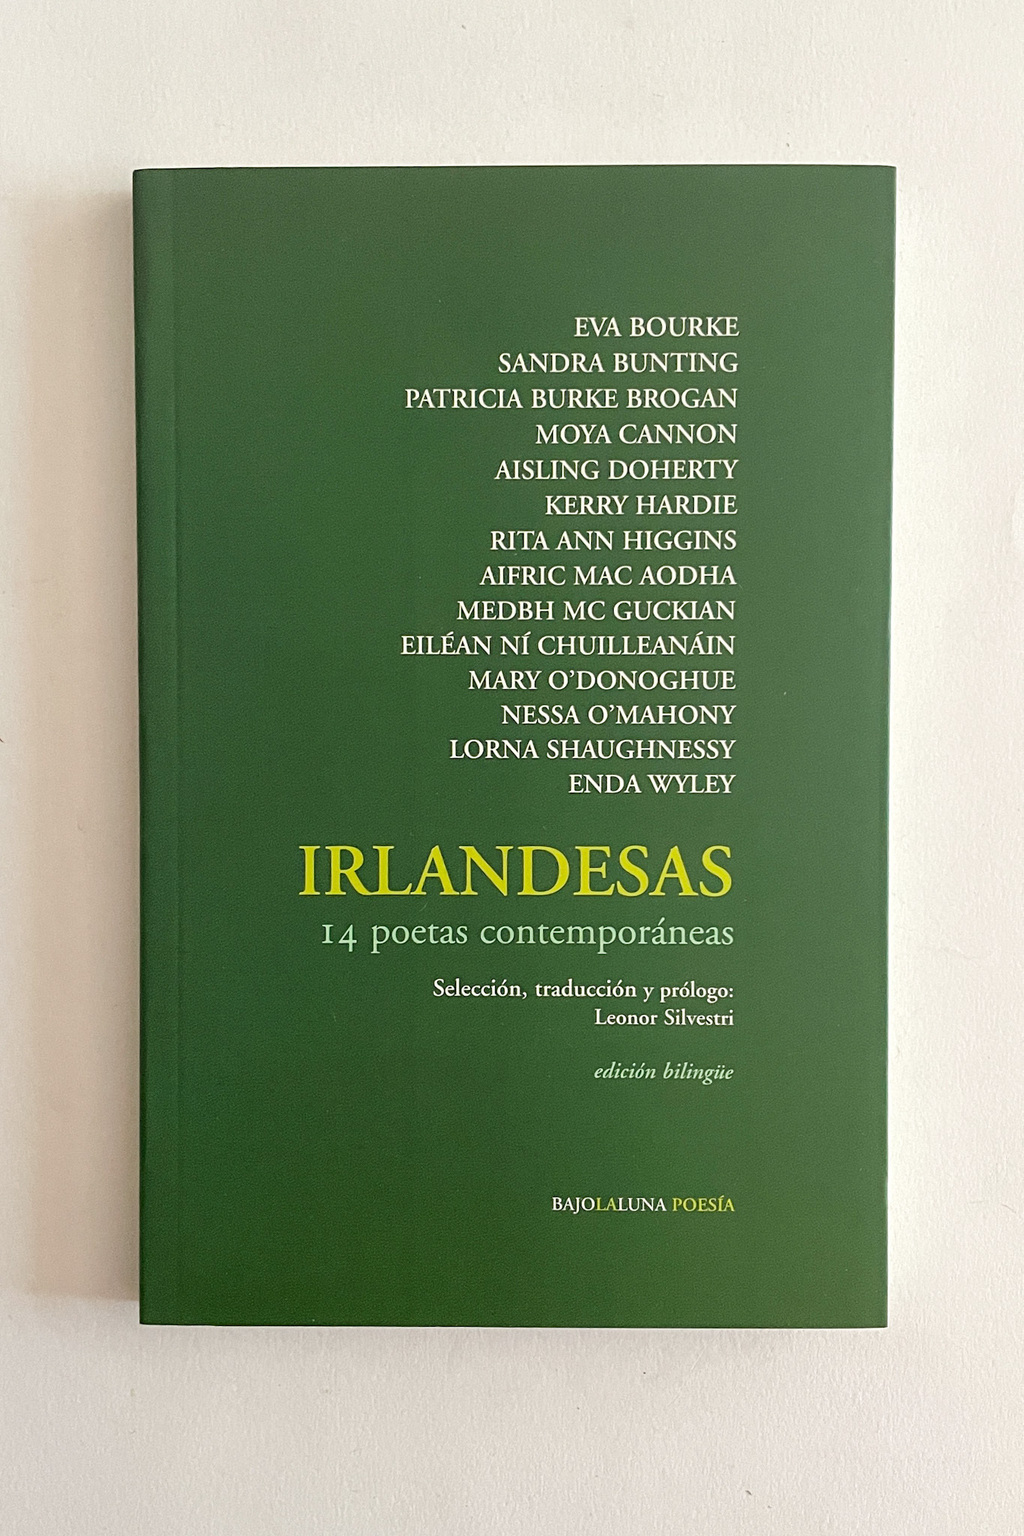 EVA BOURKE
SANDRA BUNTING
PATRICIA BURKE BROGAN
MOYA CANNON
AISLING DOHERTY
KERRY HARDIE
RITA ANN HIGGINS
AIFRIC MAC AODHA
MEDBH MC GUCKIAN
EILÉAN NÍ CHUILLEANÁIN
MARY O’DONOGHUE
NESSA O’MAHONY
LORNA SHAUGHNESSY
ENDA WYLEY
IRLANDESAS
14 poetas contemporáneas
Selección, traducción y prólogo:
Leonor Silvestri
edición bilingüe
BAJOLALUNA POESÍA